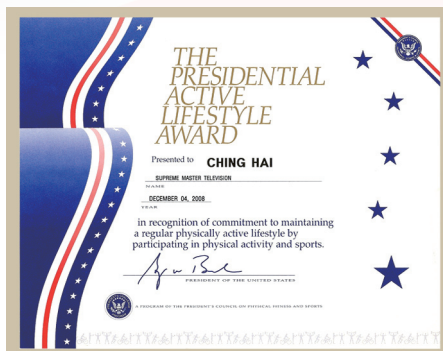 THE
PRESIDENTIAL
ACTIVE
LIFESTYLE
AWARD
Presented to CHING HAI
SUPREME MASTER TELEVISION
NAME
DECEMBER 04, 2008
YEAR
in recognition of commitment to maintaining
a regular physically active lifestyle by
participating in physical activity and sports.
PRESIDENT OF THE UNITED STATES
A PROGRAM OF THE PRESIDENT'S COUNCIL ON PHYSICAL FITNESS AND SPORTS